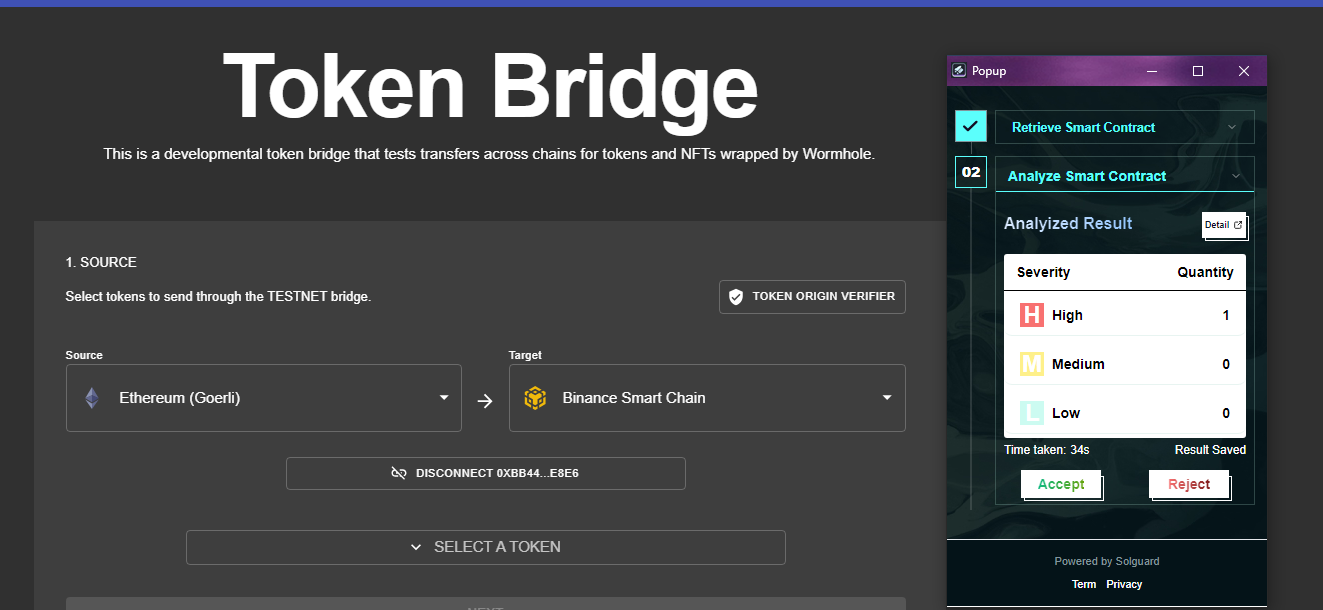 Token Bridge
This is a developmental token bridge that tests transfers across chains for tokens and NFTs wrapped by Wormhole.
1. SOURCE
Select tokens to send through the TESTNET bridge.
TOKEN ORIGIN VERIFIER
Source
Ethereum (Goerli)
Target
Binance Smart Chain
DISCONNECT 0XBB44...E8E6
SELECT A TOKEN
NEXT
Popup
Retrieve Smart Contract
02
Analyze Smart Contract
Analyized Result
Detail
Severity Quantity
H High 1
M Medium 0
L Low 0
Time taken: 34s Result Saved
Accept Reject
Powered by Solguard
Term Privacy